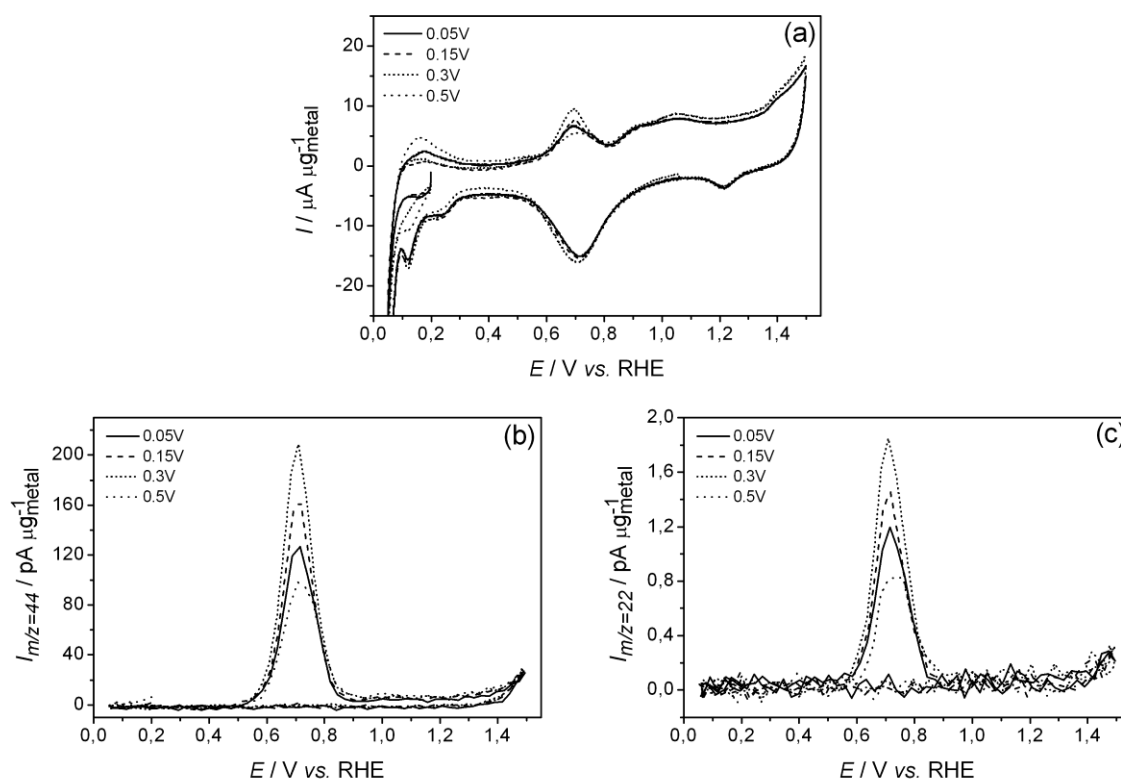 (a)
0.05V
0.15V
0.3V
0.5V
20
10
0
-10
-20
I / µA µg⁻¹metal
0,0 0,2 0,4 0,6 0,8 1,0 1,2 1,4
E / V vs. RHE
(b)
0.05V
0.15V
0.3V
0.5V
200
160
120
80
40
0
I m/z=44 / pA µg⁻¹metal
0,0 0,2 0,4 0,6 0,8 1,0 1,2 1,4
E / V vs. RHE
(c)
0.05V
0.15V
0.3V
0.5V
2,0
1,6
1,2
0,8
0,4
0,0
I m/z=22 / pA µg⁻¹metal
0,0 0,2 0,4 0,6 0,8 1,0 1,2 1,4
E / V vs. RHE